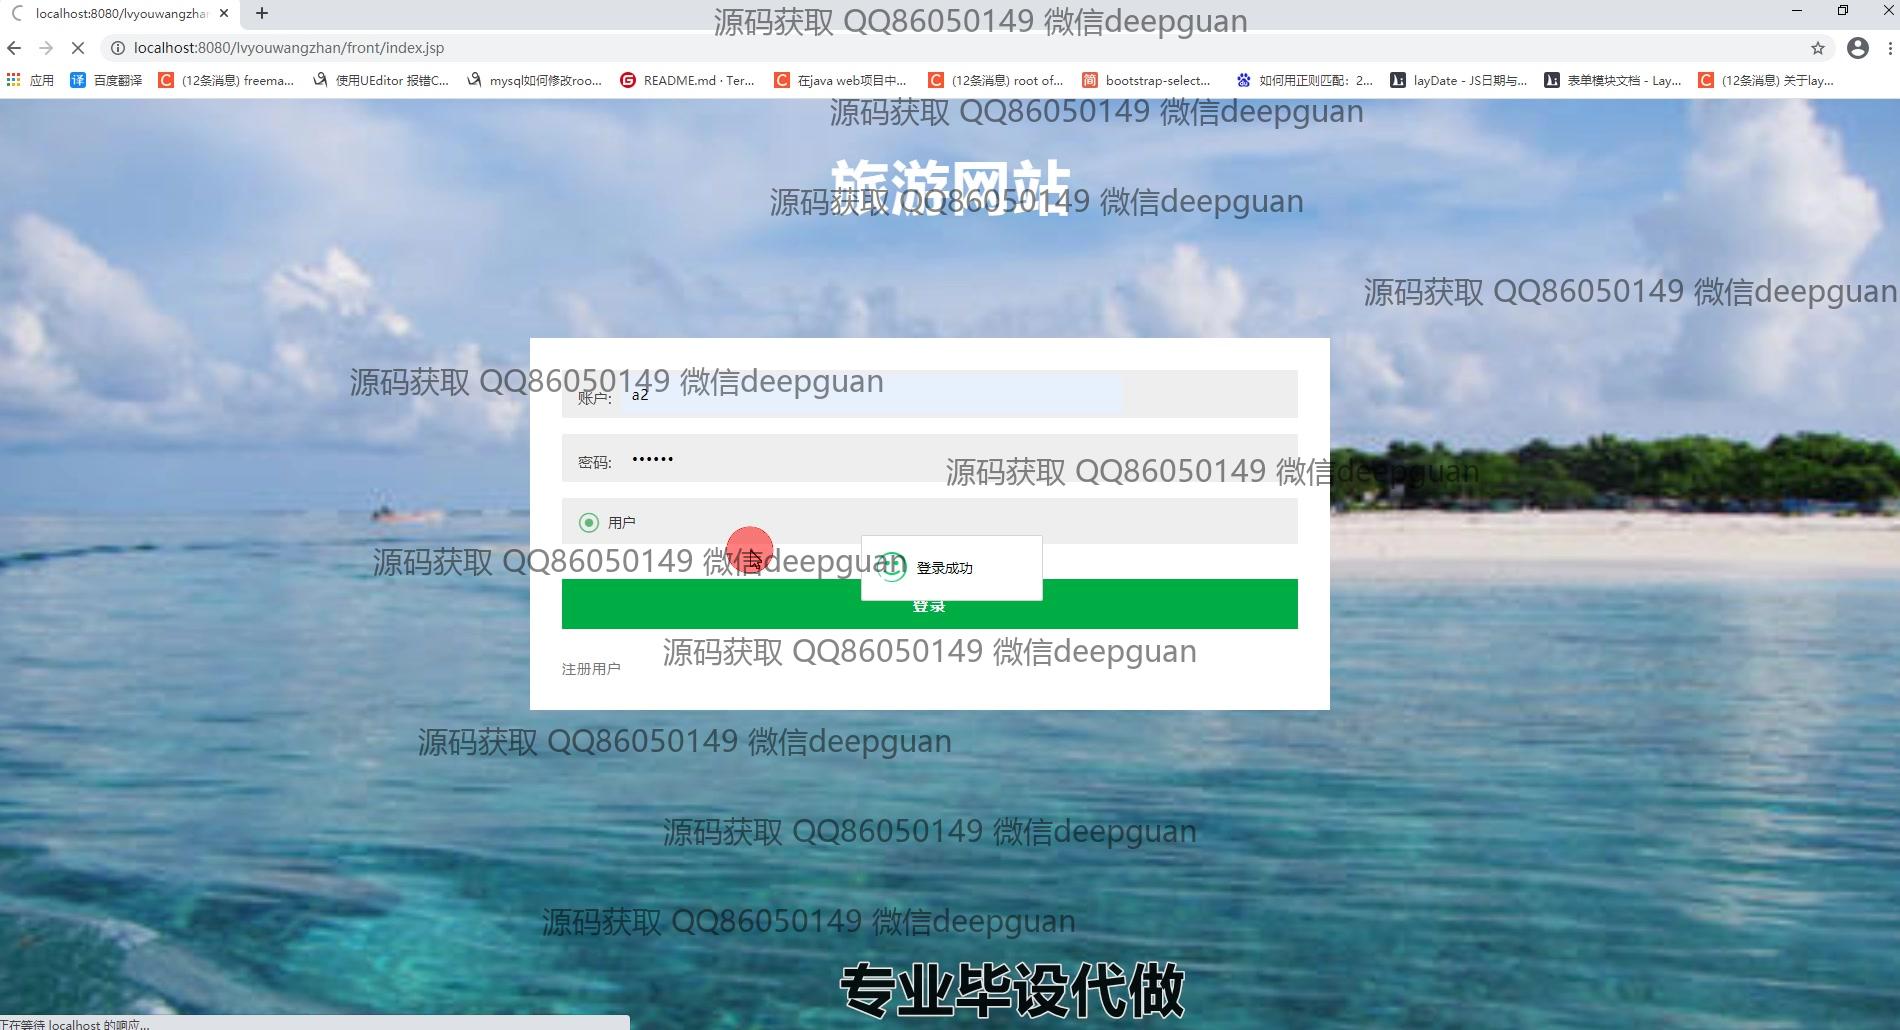 localhost:8080/lvyouwangzhan
源码获取 QQ86050149 微信deepguan
localhost:8080/lvyouwangzhan/front/index.jsp
应用 百度翻译 (12条消息) freema... 使用UEditor 报错C... mysql如何修改roo... README.md · Ter... 在java web项目中... (12条消息) root of... bootstrap-select... 如何用正则匹配：2... layDate - JS日期与... 表单模块文档 - Lay... (12条消息) 关于lay...
源码获取 QQ86050149 微信deepguan
旅游网站
源码获取 QQ86050149 微信deepguan
源码获取 QQ86050149 微信deepguan
源码获取 QQ86050149 微信deepguan
账户: a2
密码: ••••••
源码获取 QQ86050149 微信deepguan
用户
源码获取 QQ86050149 微信deepguan
登录成功
登录
源码获取 QQ86050149 微信deepguan
注册用户
源码获取 QQ86050149 微信deepguan
源码获取 QQ86050149 微信deepguan
源码获取 QQ86050149 微信deepguan
专业毕设代做
正在等待 localhost 的响应...